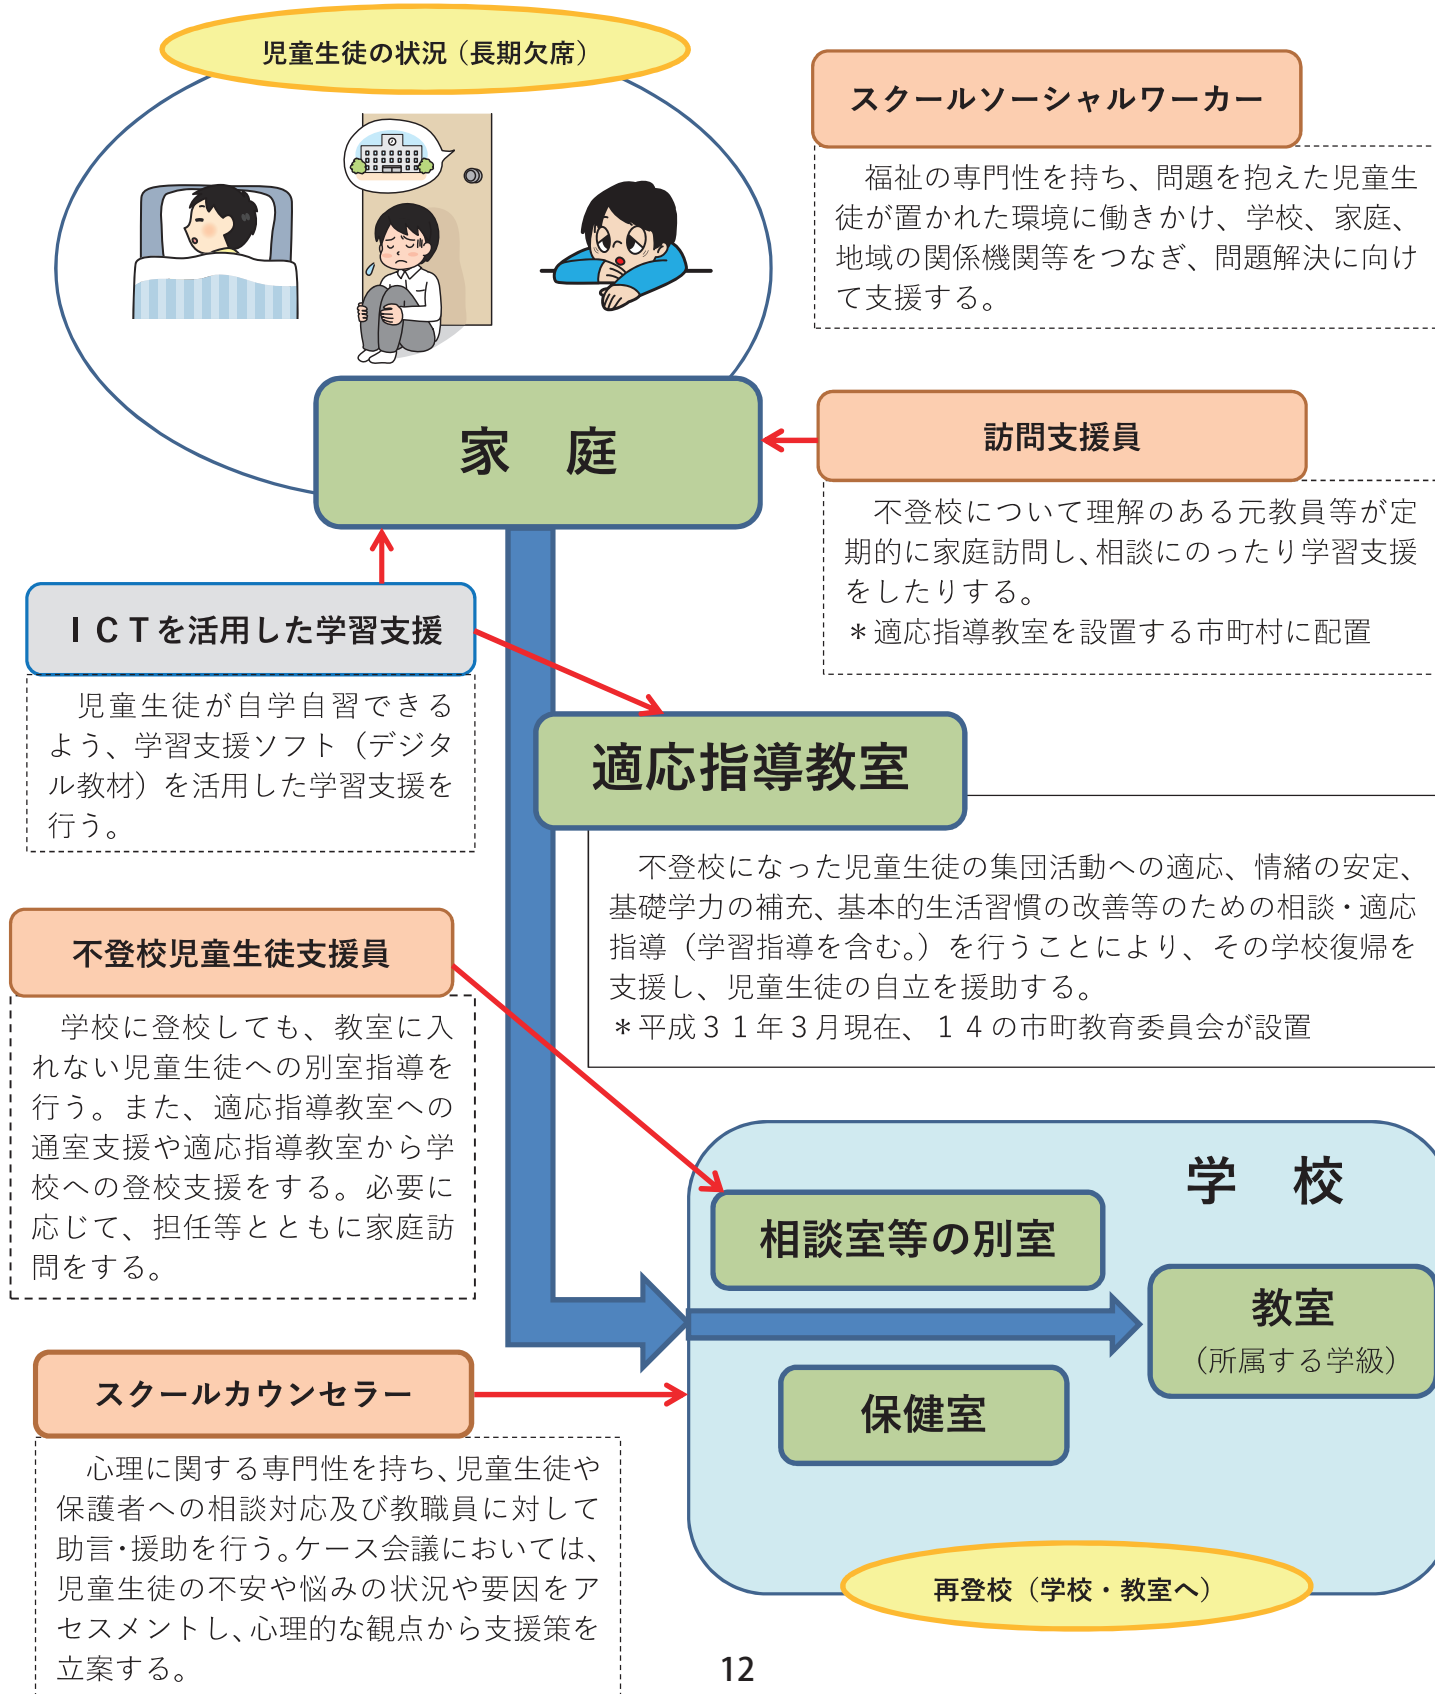 児童生徒の状況（長期欠席）
スクールソーシャルワーカー
福祉の専門性を持ち、問題を抱えた児童生
徒が置かれた環境に働きかけ、学校、家庭、
地域の関係機関等をつなぎ、問題解決に向け
て支援する。
家　庭
訪問支援員
不登校について理解のある元教員等が定
期的に家庭訪問し、相談にのったり学習支援
をしたりする。
＊適応指導教室を設置する市町村に配置
ＩＣＴを活用した学習支援
児童生徒が自学自習できる
よう、学習支援ソフト（デジタ
ル教材）を活用した学習支援を
行う。
適応指導教室
不登校になった児童生徒の集団活動への適応、情緒の安定、
基礎学力の補充、基本的生活習慣の改善等のための相談・適応
指導（学習指導を含む。）を行うことにより、その学校復帰を
支援し、児童生徒の自立を援助する。
＊平成３１年３月現在、１４の市町教育委員会が設置
不登校児童生徒支援員
学校に登校しても、教室に入
れない児童生徒への別室指導を
行う。また、適応指導教室への
通室支援や適応指導教室から学
校への登校支援をする。必要に
応じて、担任等とともに家庭訪
問をする。
学　校
相談室等の別室
教室
（所属する学級）
保健室
スクールカウンセラー
心理に関する専門性を持ち、児童生徒や
保護者への相談対応及び教職員に対して
助言・援助を行う。ケース会議においては、
児童生徒の不安や悩みの状況や要因をア
セスメントし、心理的な観点から支援策を
立案する。
再登校（学校・教室へ）
12